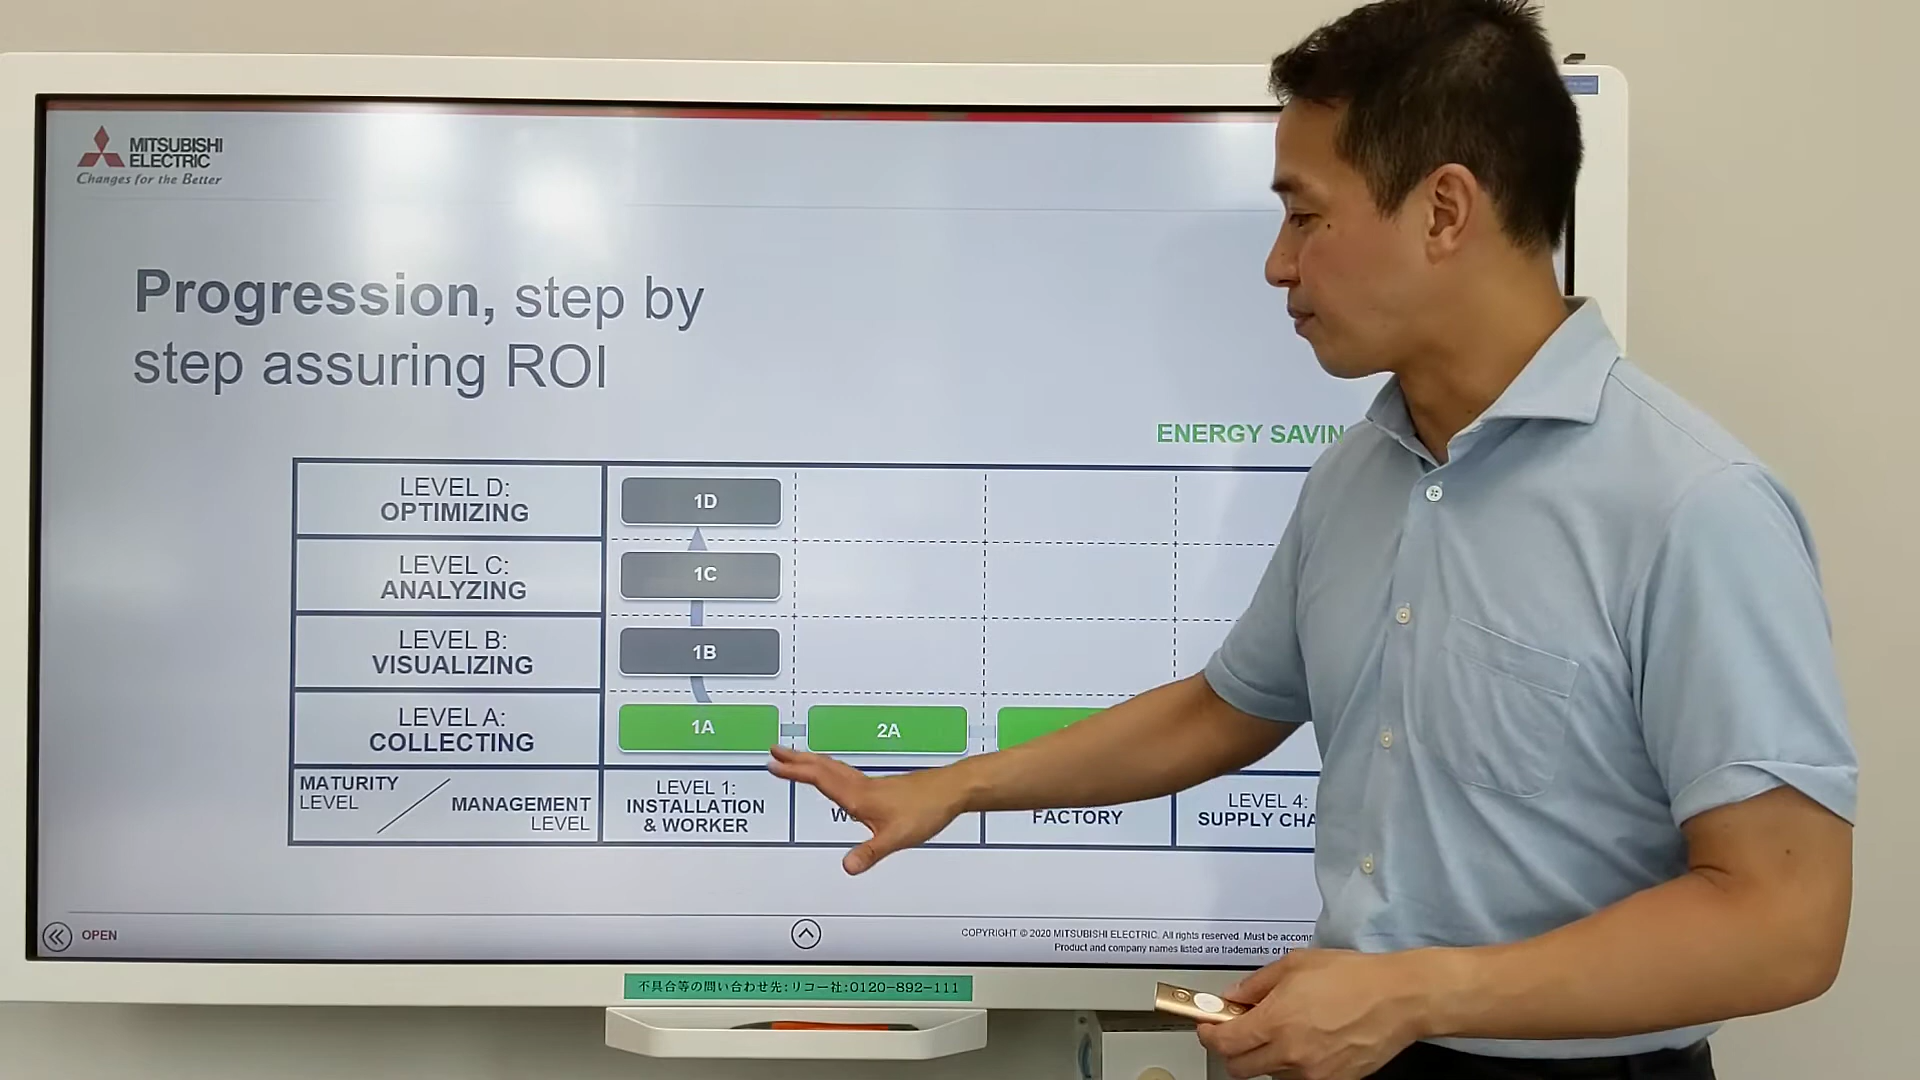 MITSUBISHI
ELECTRIC
Changes for the Better
Progression, step by
step assuring ROI
ENERGY SAVIN
LEVEL D:
OPTIMIZING
1D
LEVEL C:
ANALYZING
1C
LEVEL B:
VISUALIZING
1B
LEVEL A:
COLLECTING
1A
2A
MATURITY
LEVEL
MANAGEMENT
LEVEL
LEVEL 1:
INSTALLATION
& WORKER
FACTORY
LEVEL 4:
SUPPLY CHA
OPEN
COPYRIGHT © 2020 MITSUBISHI ELECTRIC. All rights reserved. Must be accom
Product and company names listed are trademarks or
不具合等の問い合わせ先:リコー社:0120-892-111